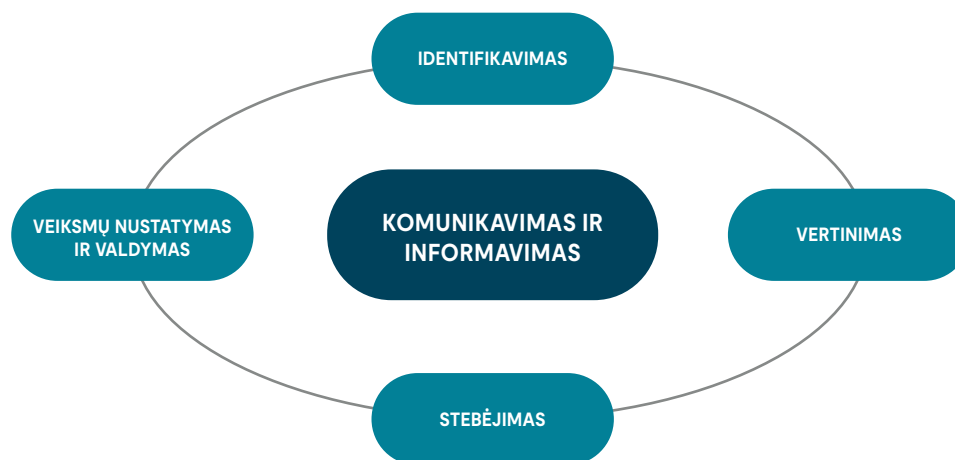 IDENTIFIKAVIMAS
VEIKSMŲ NUSTATYMAS
IR VALDYMAS
KOMUNIKAVIMAS IR
INFORMAVIMAS
VERTINIMAS
STEBĖJIMAS